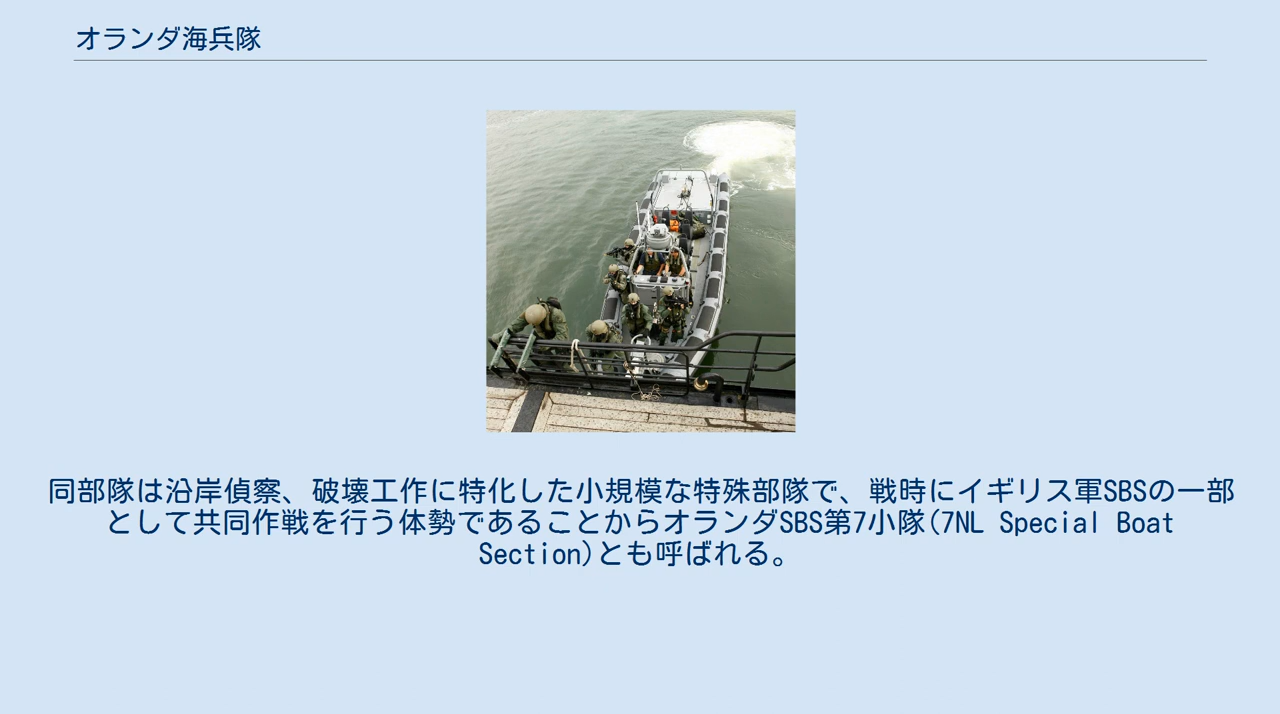 オランダ海兵隊
同部隊は沿岸偵察、破壊工作に特化した小規模な特殊部隊で、戦時にイギリス軍SBSの一部
として共同作戦を行う体勢であることからオランダSBS第7小隊(7NL Special Boat
Section)とも呼ばれる。